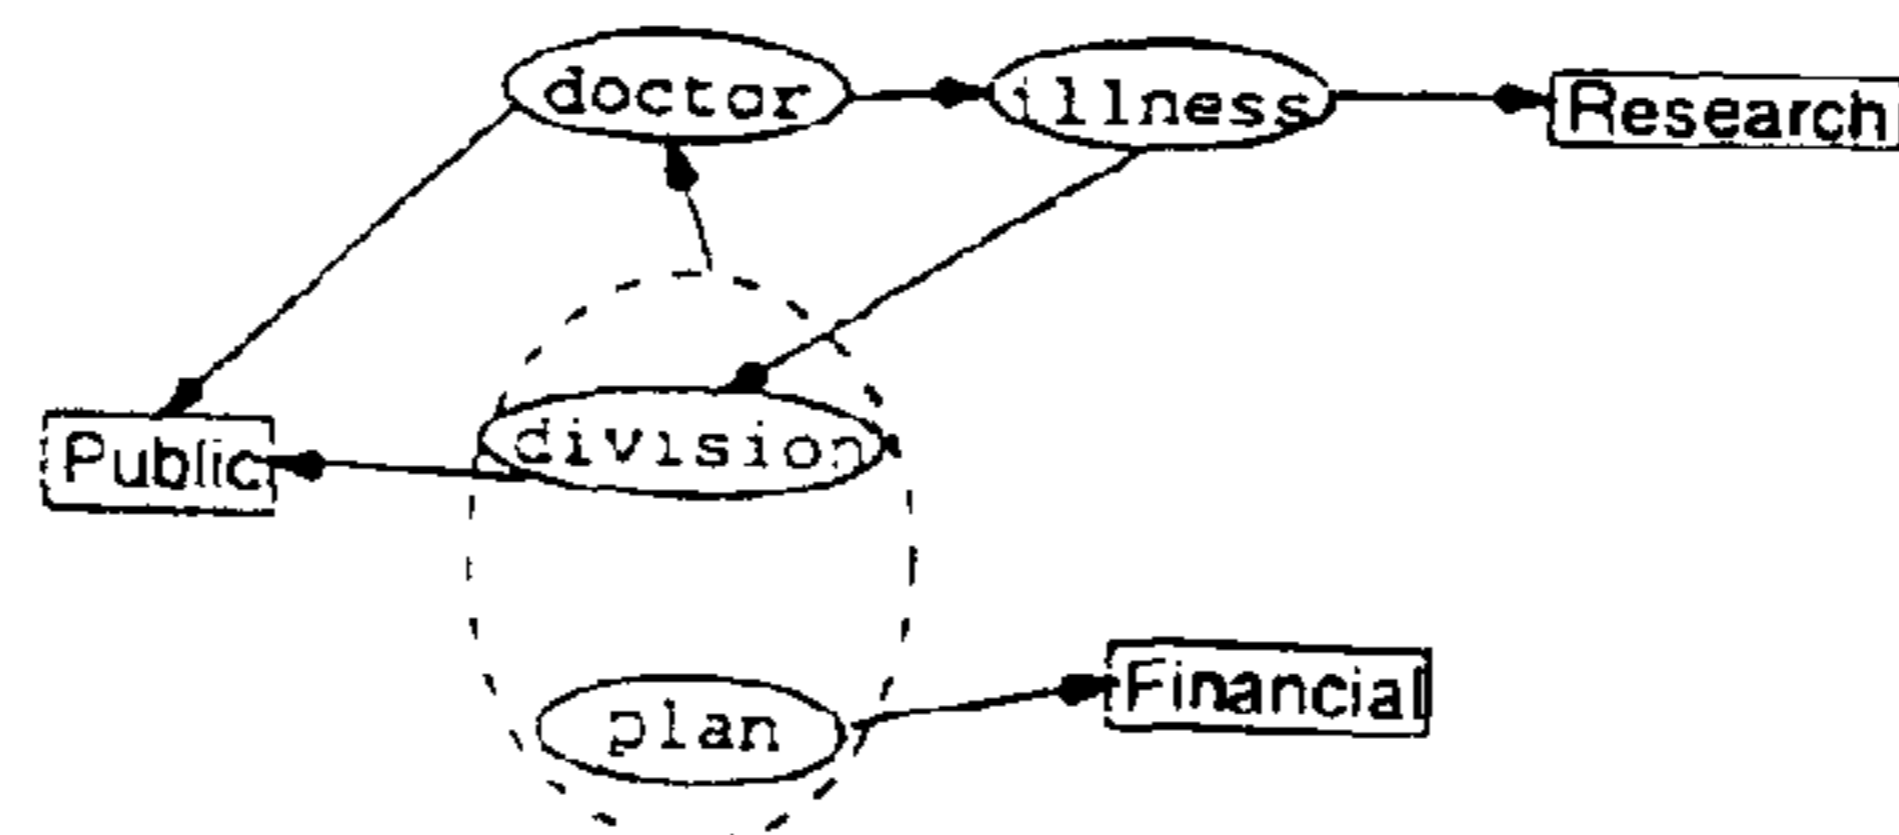 doctor
illness
Research
Public
division
plan
Financial